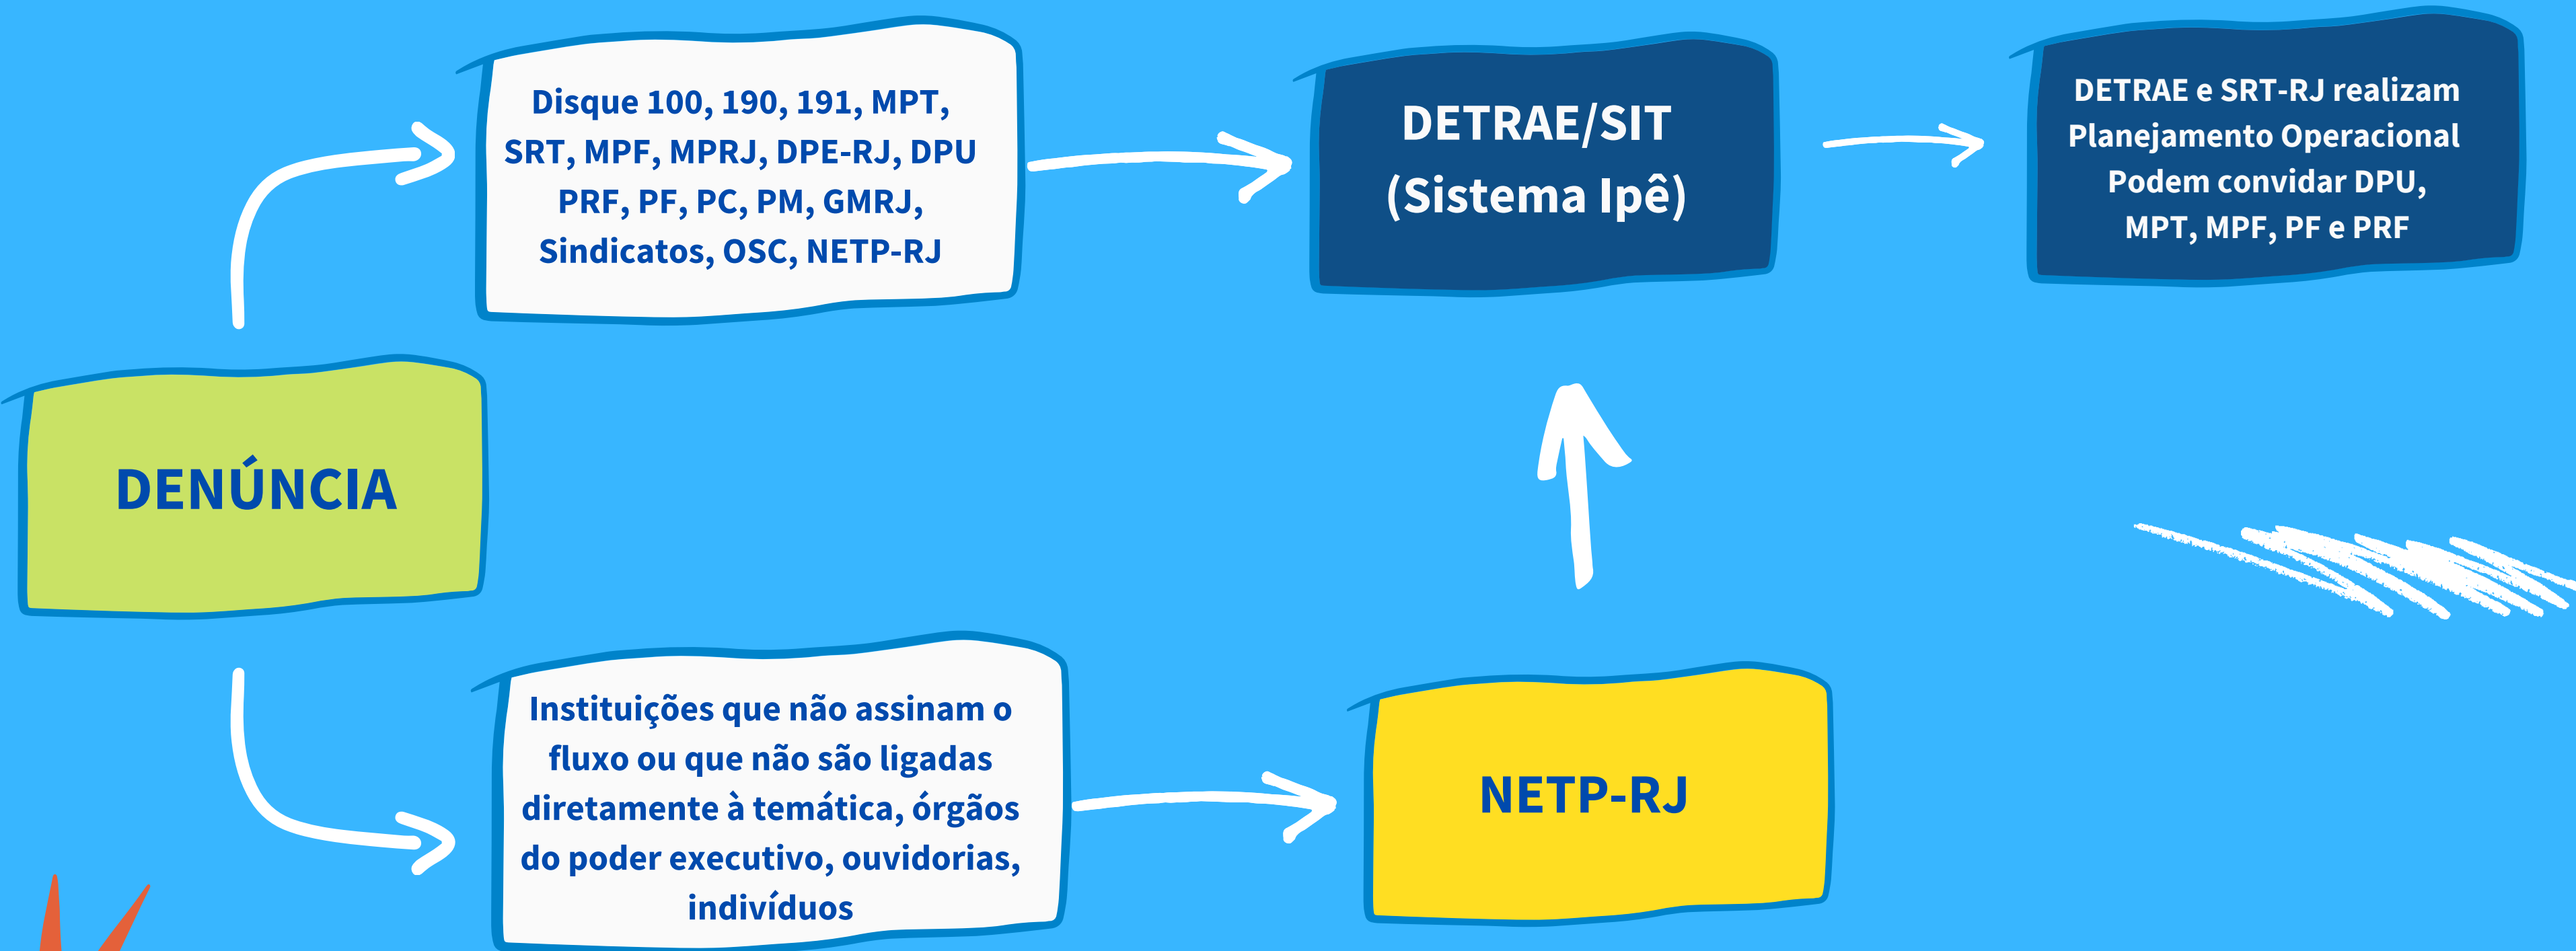 Disque 100, 190, 191, MPT,
SRT, MPF, MPRJ, DPE-RJ, DPU
PRF, PF, PC, PM, GMRJ,
Sindicatos, OSC, NETP-RJ
DETRAE/SIT
(Sistema Ipê)
DETRAE e SRT-RJ realizam
Planejamento Operacional
Podem convidar DPU,
MPT, MPF, PF e PRF
DENÚNCIA
Instituições que não assinam o
fluxo ou que não são ligadas
diretamente à temática, órgãos
do poder executivo, ouvidorias,
indivíduos
NETP-RJ